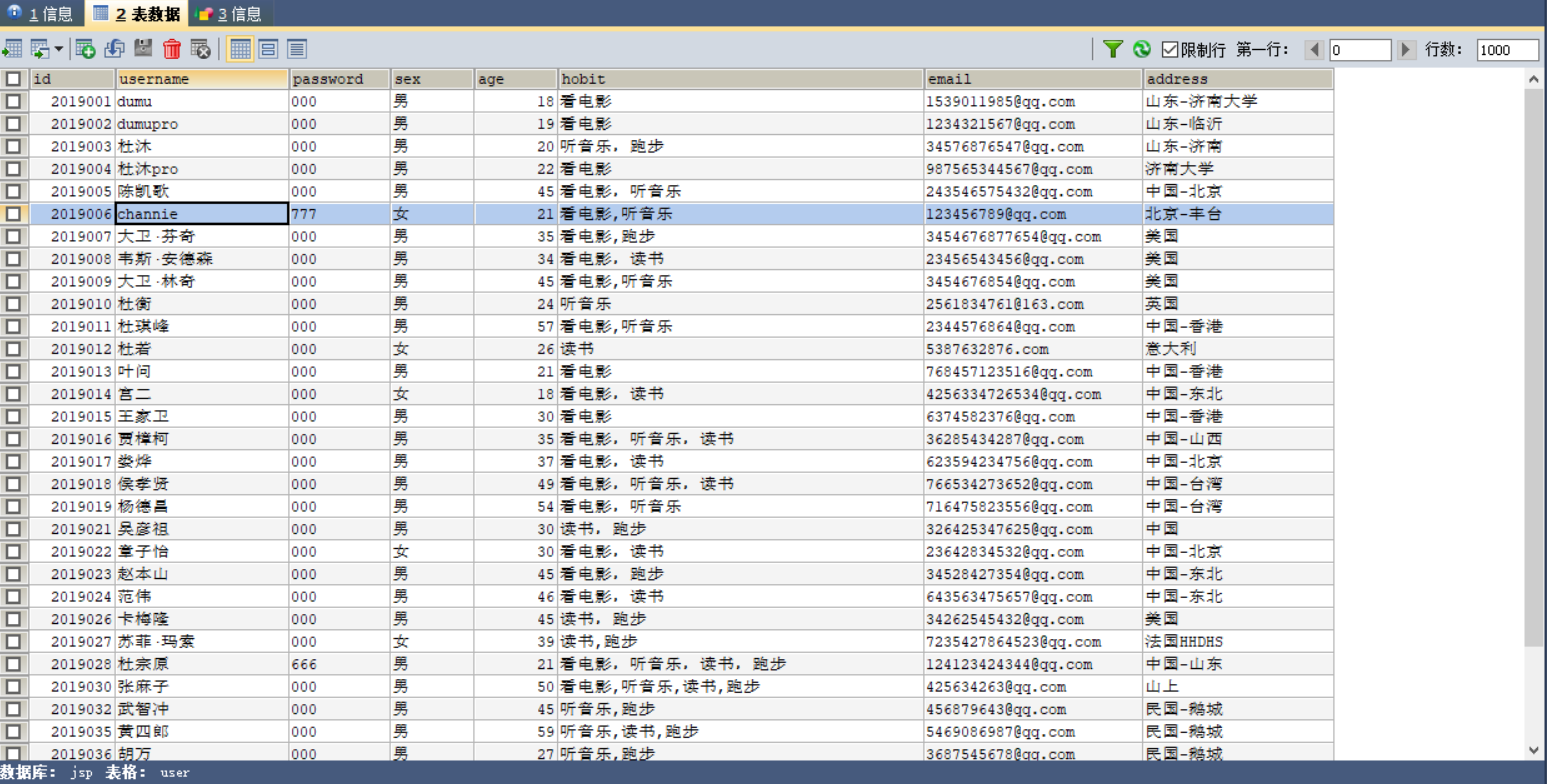 1 信息 2 表数据 3 信息
限制行 第一行： 0 行数： 1000
id username password sex age hobit email address
2019001 dumu 000 男 18 看电影 1539011985@qq.com 山东-济南大学
2019002 dumupro 000 男 19 看电影 1234321567@qq.com 山东-临沂
2019003 杜沐 000 男 20 听音乐，跑步 34576876547@qq.com 山东-济南
2019004 杜沐pro 000 男 22 看电影 9875653445​67@qq.com 济南大学
2019005 陈凯歌 000 男 45 看电影，听音乐 243546575432@qq.com 中国-北京
2019006 channie 777 女 21 看电影,听音乐 123456789@qq.com 北京-丰台
2019007 大卫·芬奇 000 男 35 看电影,跑步 3454676877654@qq.com 美国
2019008 韦斯·安德森 000 男 34 看电影，读书 23456543456@qq.com 美国
2019009 大卫·林奇 000 男 45 看电影,听音乐 3454676854@qq.com 美国
2019010 杜衡 000 男 24 听音乐 2561834761@163.com 英国
2019011 杜琪峰 000 男 57 看电影,听音乐 2344576864@qq.com 中国-香港
2019012 杜若 000 女 26 读书 5387632876.com 意大利
2019013 叶问 000 男 21 看电影 768457123516@qq.com 中国-香港
2019014 宫二 000 女 18 看电影，读书 4256334726534@qq.com 中国-东北
2019015 王家卫 000 男 30 看电影 6374582376@qq.com 中国-香港
2019016 贾樟柯 000 男 35 看电影，听音乐，读书 36285434287@qq.com 中国-山西
2019017 娄烨 000 男 37 看电影，读书 623594234756@qq.com 中国-北京
2019018 侯孝贤 000 男 49 看电影，听音乐，读书 766534273652@qq.com 中国-台湾
2019019 杨德昌 000 男 54 看电影，听音乐 716475823556@qq.com 中国-台湾
2019021 吴彦祖 000 男 30 读书，跑步 326425347625@qq.com 中国
2019022 章子怡 000 女 30 看电影，读书 23642834532@qq.com 中国-北京
2019023 赵本山 000 男 45 看电影，跑步 34528427354@qq.com 中国-东北
2019024 范伟 000 男 46 看电影，读书 643563475657@qq.com 中国-东北
2019026 卡梅隆 000 男 45 读书，跑步 34262545432@qq.com 美国
2019027 苏菲·玛索 000 女 39 读书,跑步 7235427864523@qq.com 法国HHDHS
2019028 杜宗原 666 男 21 看电影，听音乐，读书，跑步 124123424344@qq.com 中国-山东
2019030 张麻子 000 男 50 看电影,听音乐,读书,跑步 425634263@qq.com 山上
2019032 武智冲 000 男 45 听音乐,跑步 456879643@qq.com 民国-鹅城
2019035 黄四郎 000 男 59 听音乐,读书,跑步 5469086987@qq.com 民国-鹅城
2019036 胡万 000 男 27 听音乐,跑步 3687545678@qq.com 民国-鹅城
数据库： jsp 表格： user